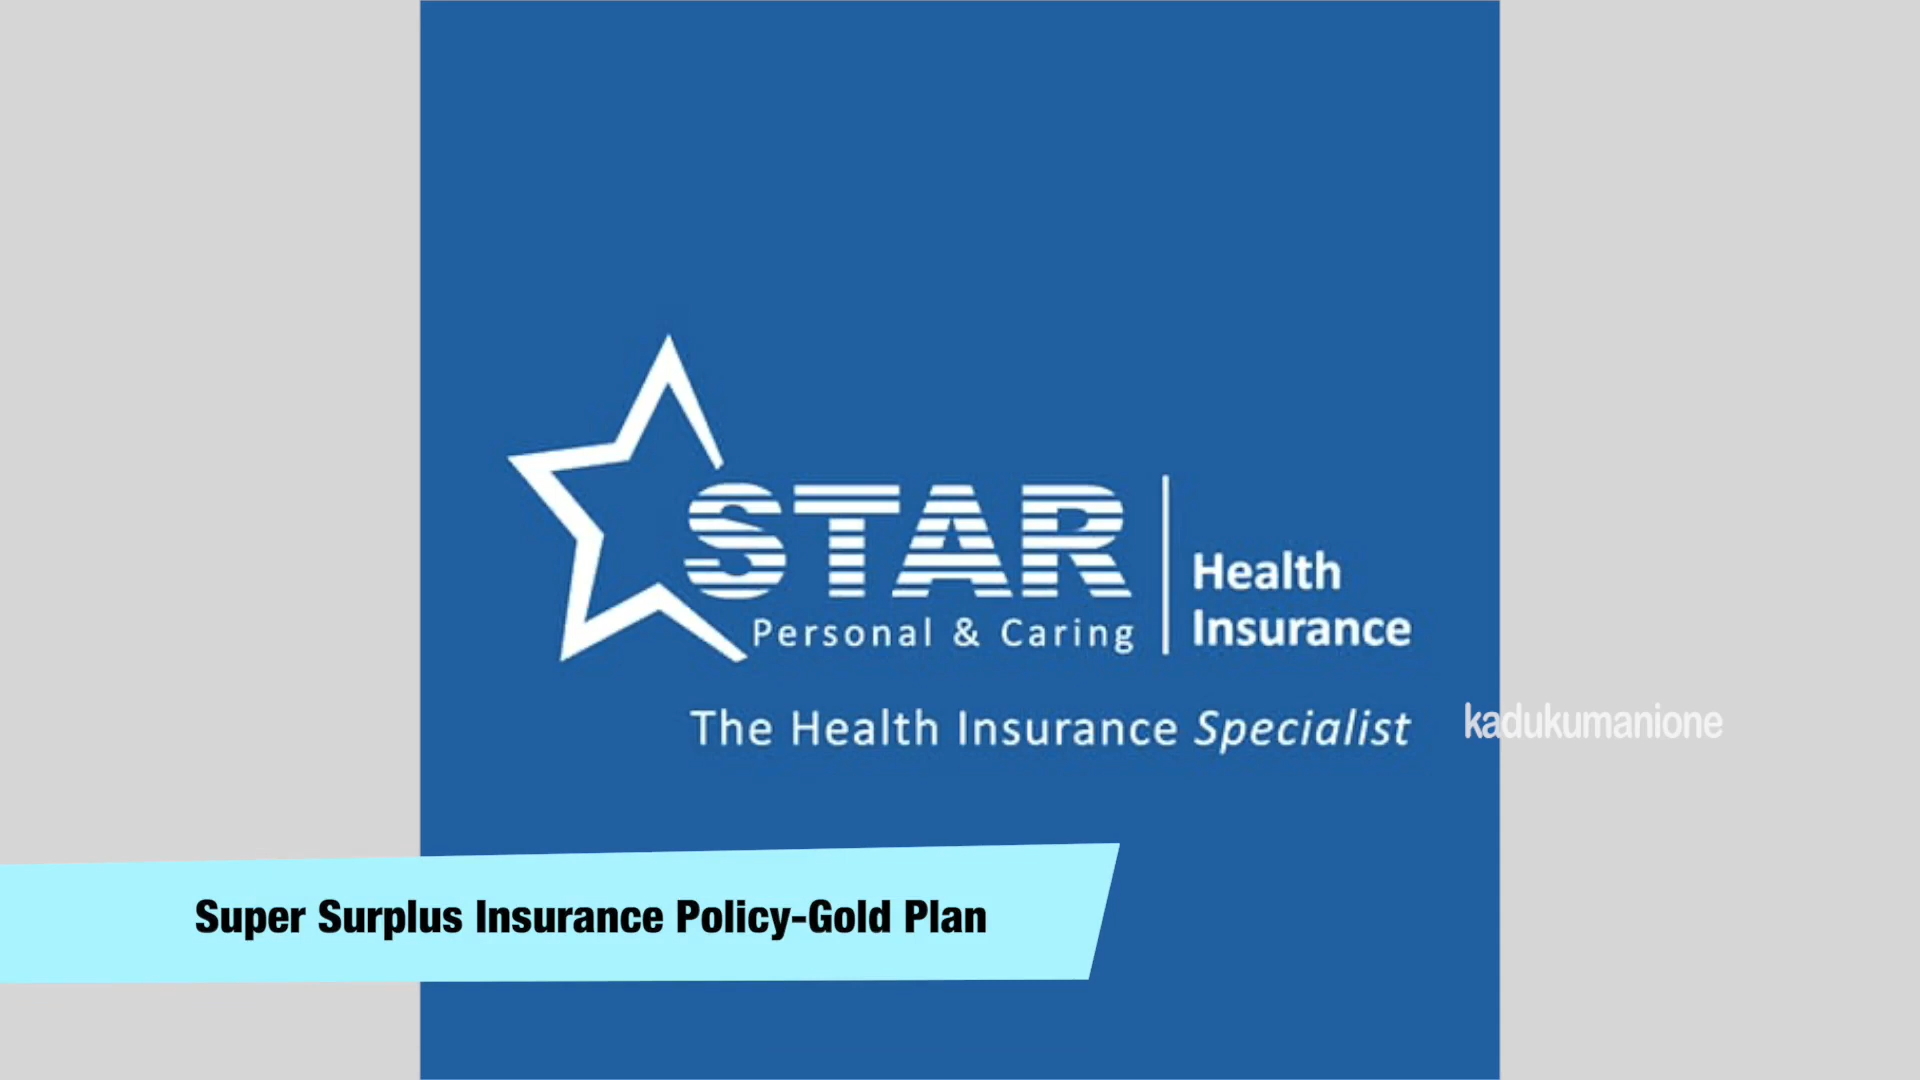 STAR
Personal & Caring
Health
Insurance
The Health Insurance Specialist
kadukumanione
Super Surplus Insurance Policy-Gold Plan